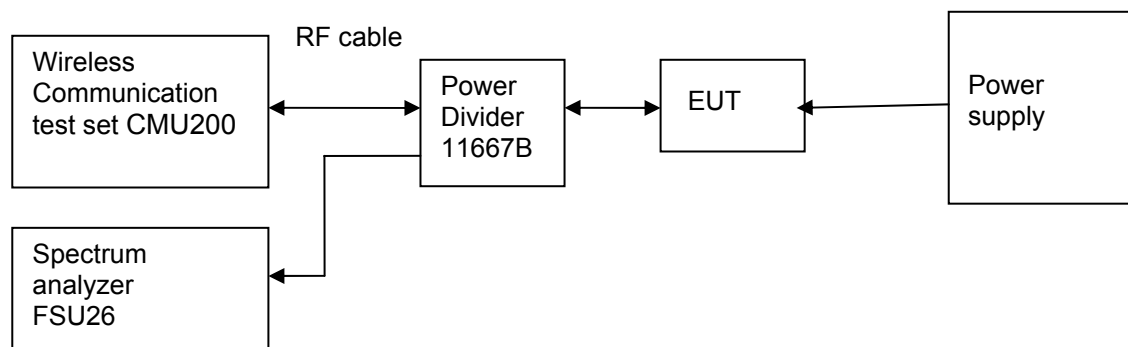 RF cable
Wireless
Communication
test set CMU200
Power
Divider
11667B
EUT
Power
supply
Spectrum
analyzer
FSU26